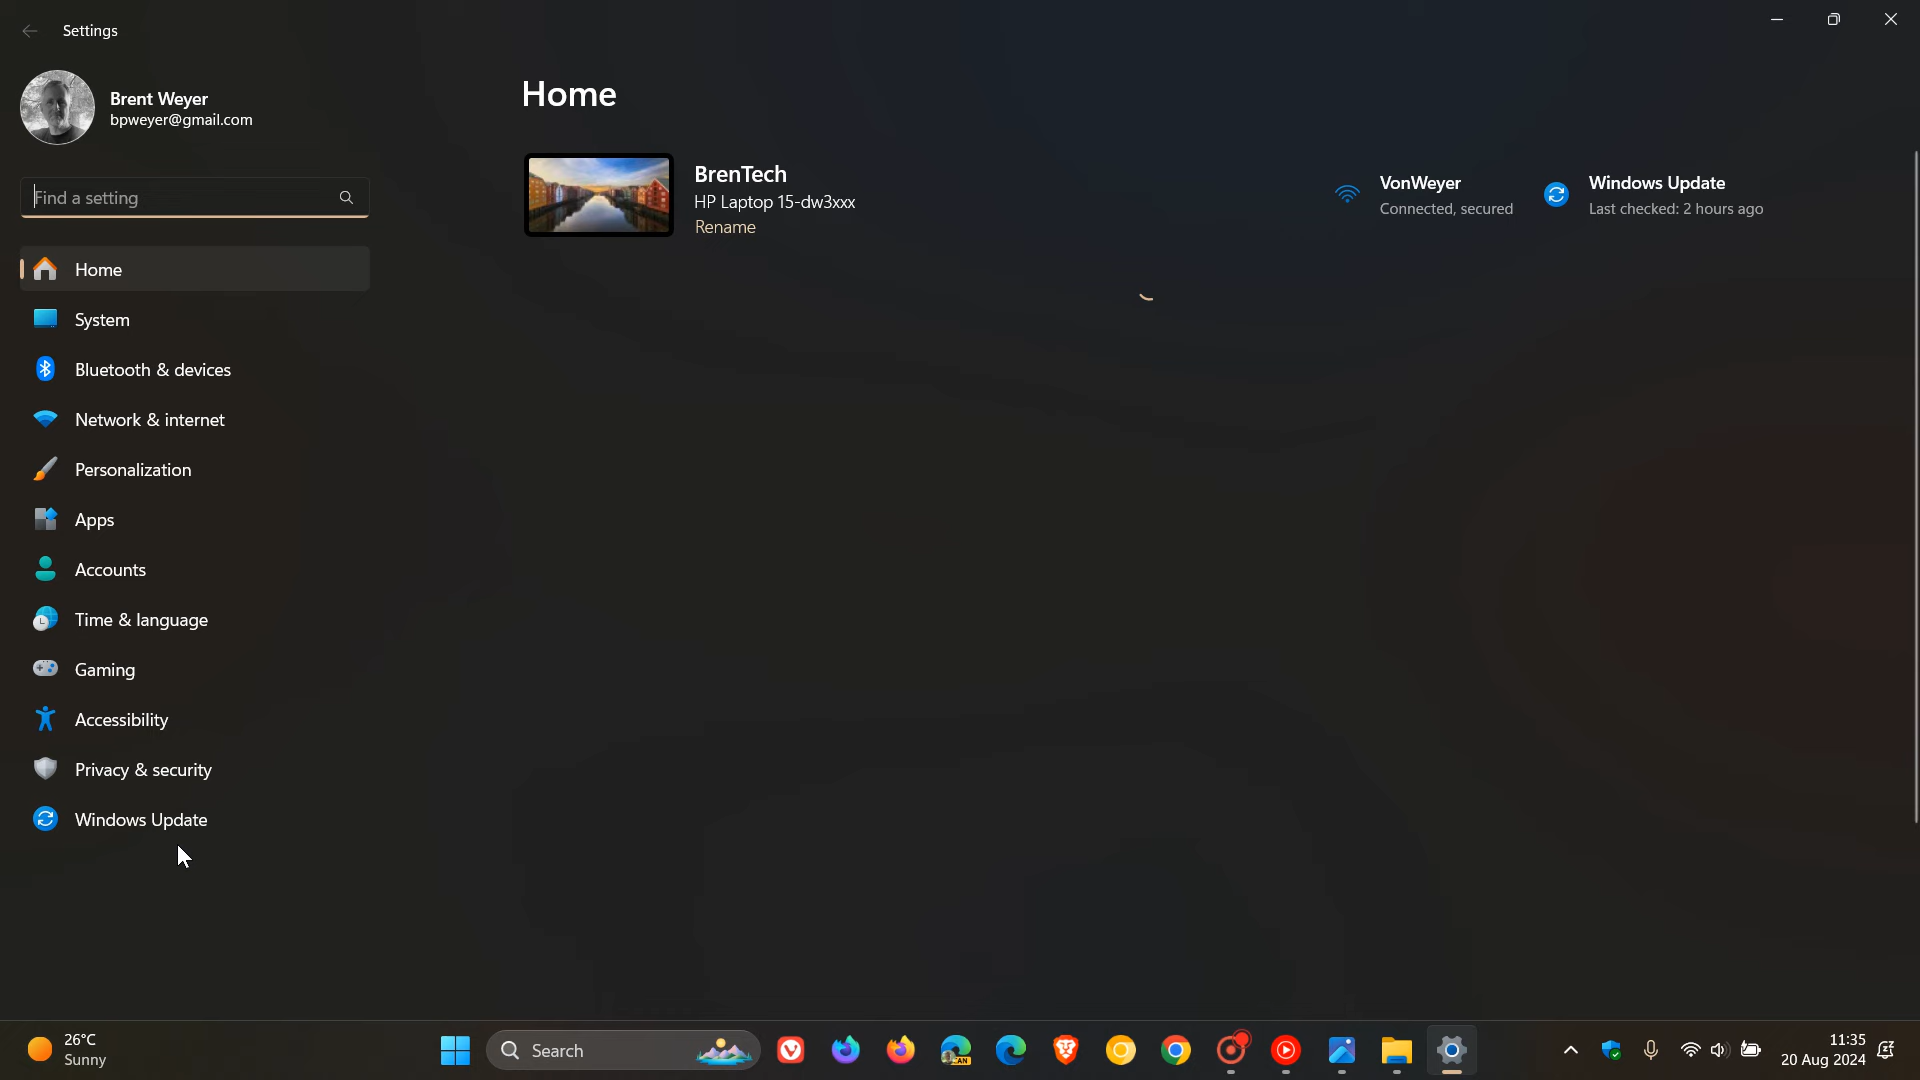 Settings
Brent Weyer
bpweyer@gmail.com
Find a setting
Home
System
Bluetooth & devices
Network & internet
Personalization
Apps
Accounts
Time & language
Gaming
Accessibility
Privacy & security
Windows Update
Home
BrenTech
HP Laptop 15-dw3xxx
Rename
VonWeyer
Connected, secured
Windows Update
Last checked: 2 hours ago
26°C
Sunny
Search
CAN
11:35
20 Aug 2024